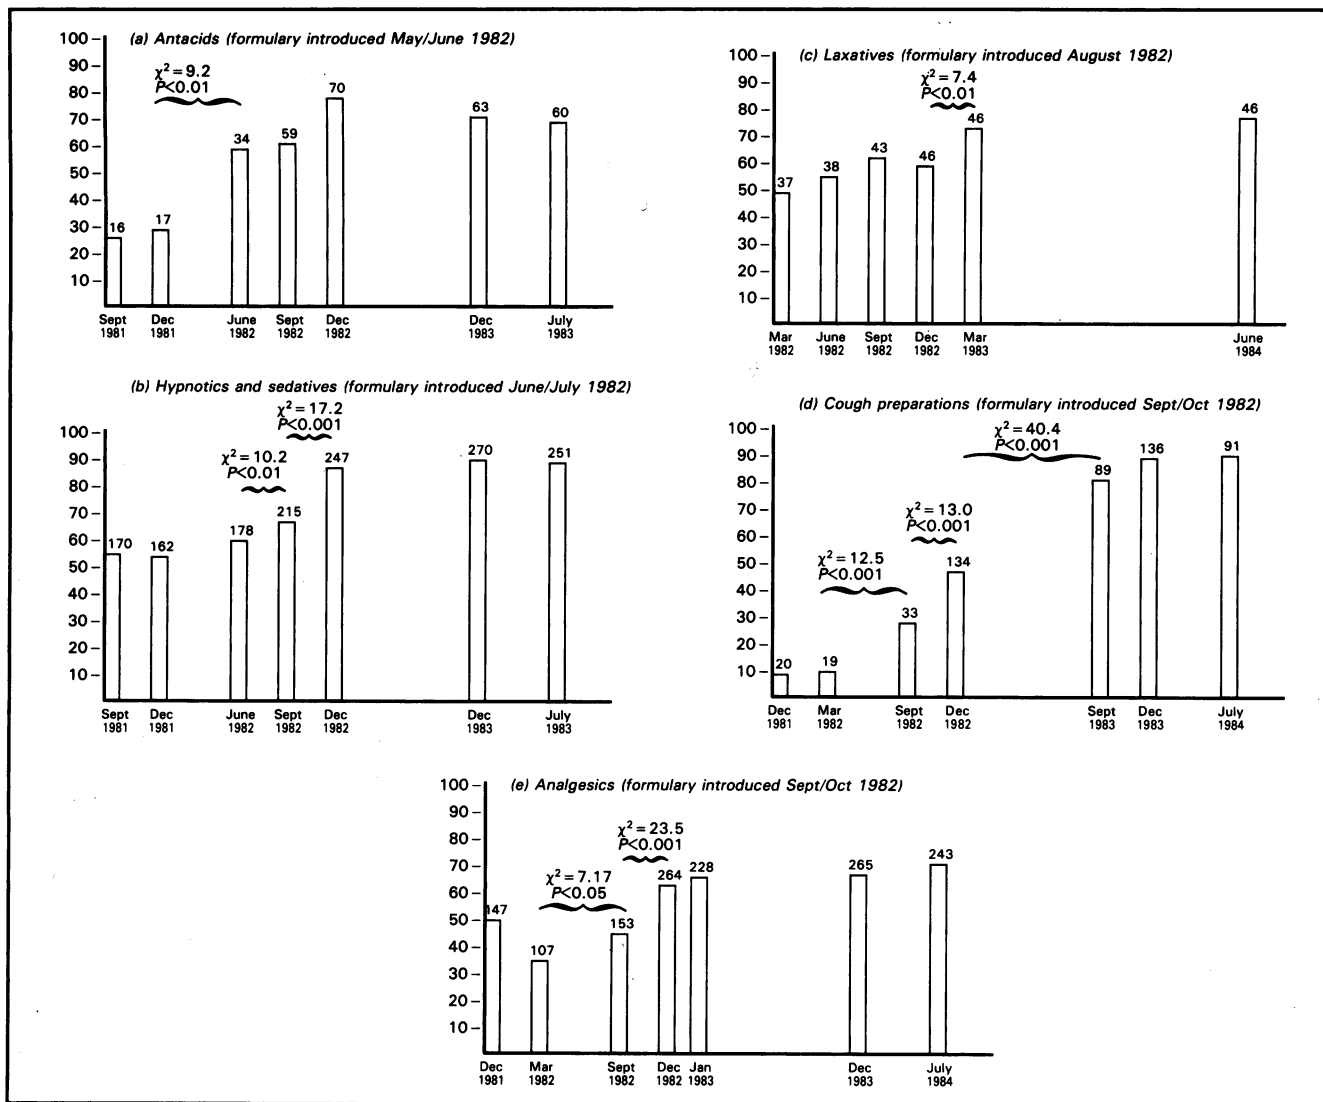 (a) Antacids (formulary introduced May/June 1982)
100
90
80
70
60
50
40
30
20
10
χ² = 9.2
P<0.01
16
17
34
59
70
63
60
Sept 1981
Dec 1981
June 1982
Sept 1982
Dec 1982
Dec 1983
July 1983
(c) Laxatives (formulary introduced August 1982)
100
90
80
70
60
50
40
30
20
10
χ² = 7.4
P<0.01
37
38
43
46
46
46
Mar 1982
June 1982
Sept 1982
Dec 1982
Mar 1983
June 1984
(b) Hypnotics and sedatives (formulary introduced June/July 1982)
100
90
80
70
60
50
40
30
20
10
χ² = 17.2
P<0.001
χ² = 10.2
P<0.01
170
162
178
215
247
270
251
Sept 1981
Dec 1981
June 1982
Sept 1982
Dec 1982
Dec 1983
July 1983
(d) Cough preparations (formulary introduced Sept/Oct 1982)
100
90
80
70
60
50
40
30
20
10
χ² = 40.4
P<0.001
χ² = 13.0
P<0.001
χ² = 12.5
P<0.001
20
19
33
134
89
136
91
Dec 1981
Mar 1982
Sept 1982
Dec 1982
Sept 1983
Dec 1983
July 1984
(e) Analgesics (formulary introduced Sept/Oct 1982)
100
90
80
70
60
50
40
30
20
10
χ² = 23.5
P<0.001
χ² = 7.17
P<0.05
147
107
153
264
228
265
243
Dec 1981
Mar 1982
Sept 1982
Dec 1982
Jan 1983
Dec 1983
July 1984